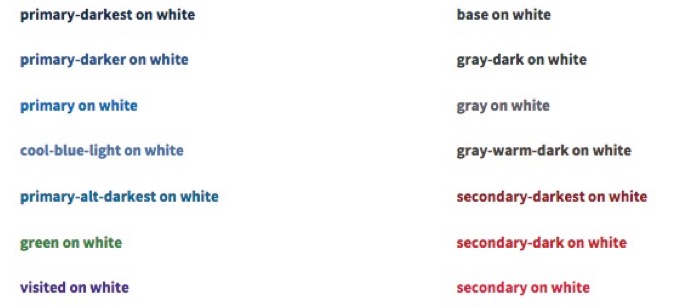 primary-darkest on white
primary-darker on white
primary on white
cool-blue-light on white
primary-alt-darkest on white
green on white
visited on white
base on white
gray-dark on white
gray on white
gray-warm-dark on white
secondary-darkest on white
secondary-dark on white
secondary on white